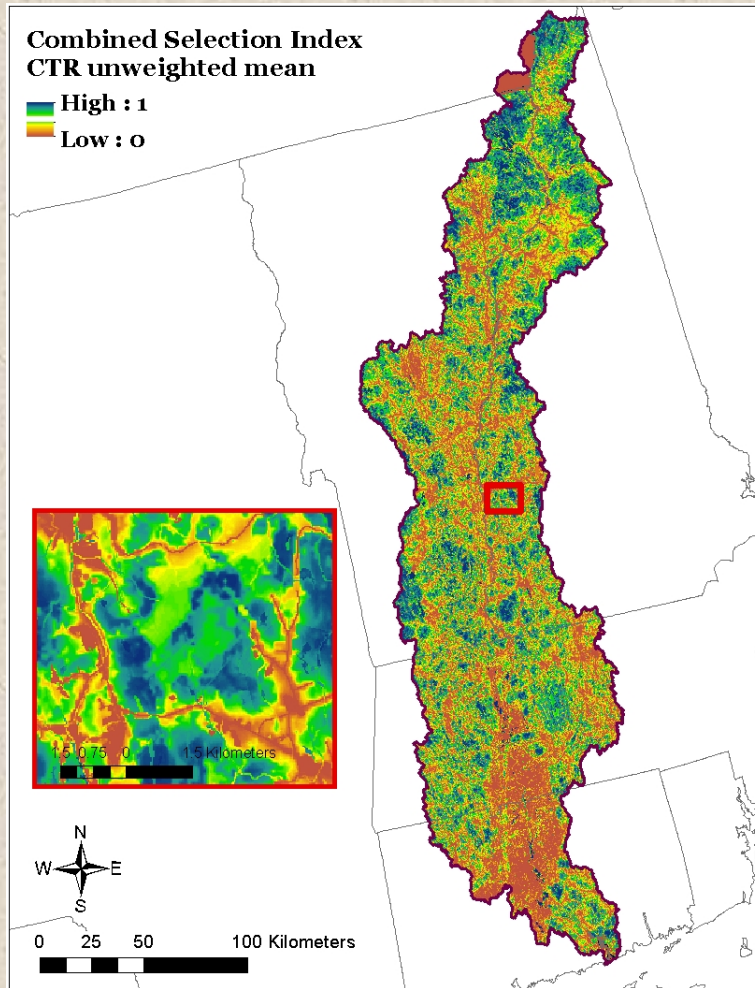 Combined Selection Index
CTR unweighted mean
High : 1
Low : 0
1.5 0.75 0 1.5 Kilometers
N
W E
S
0 25 50 100 Kilometers